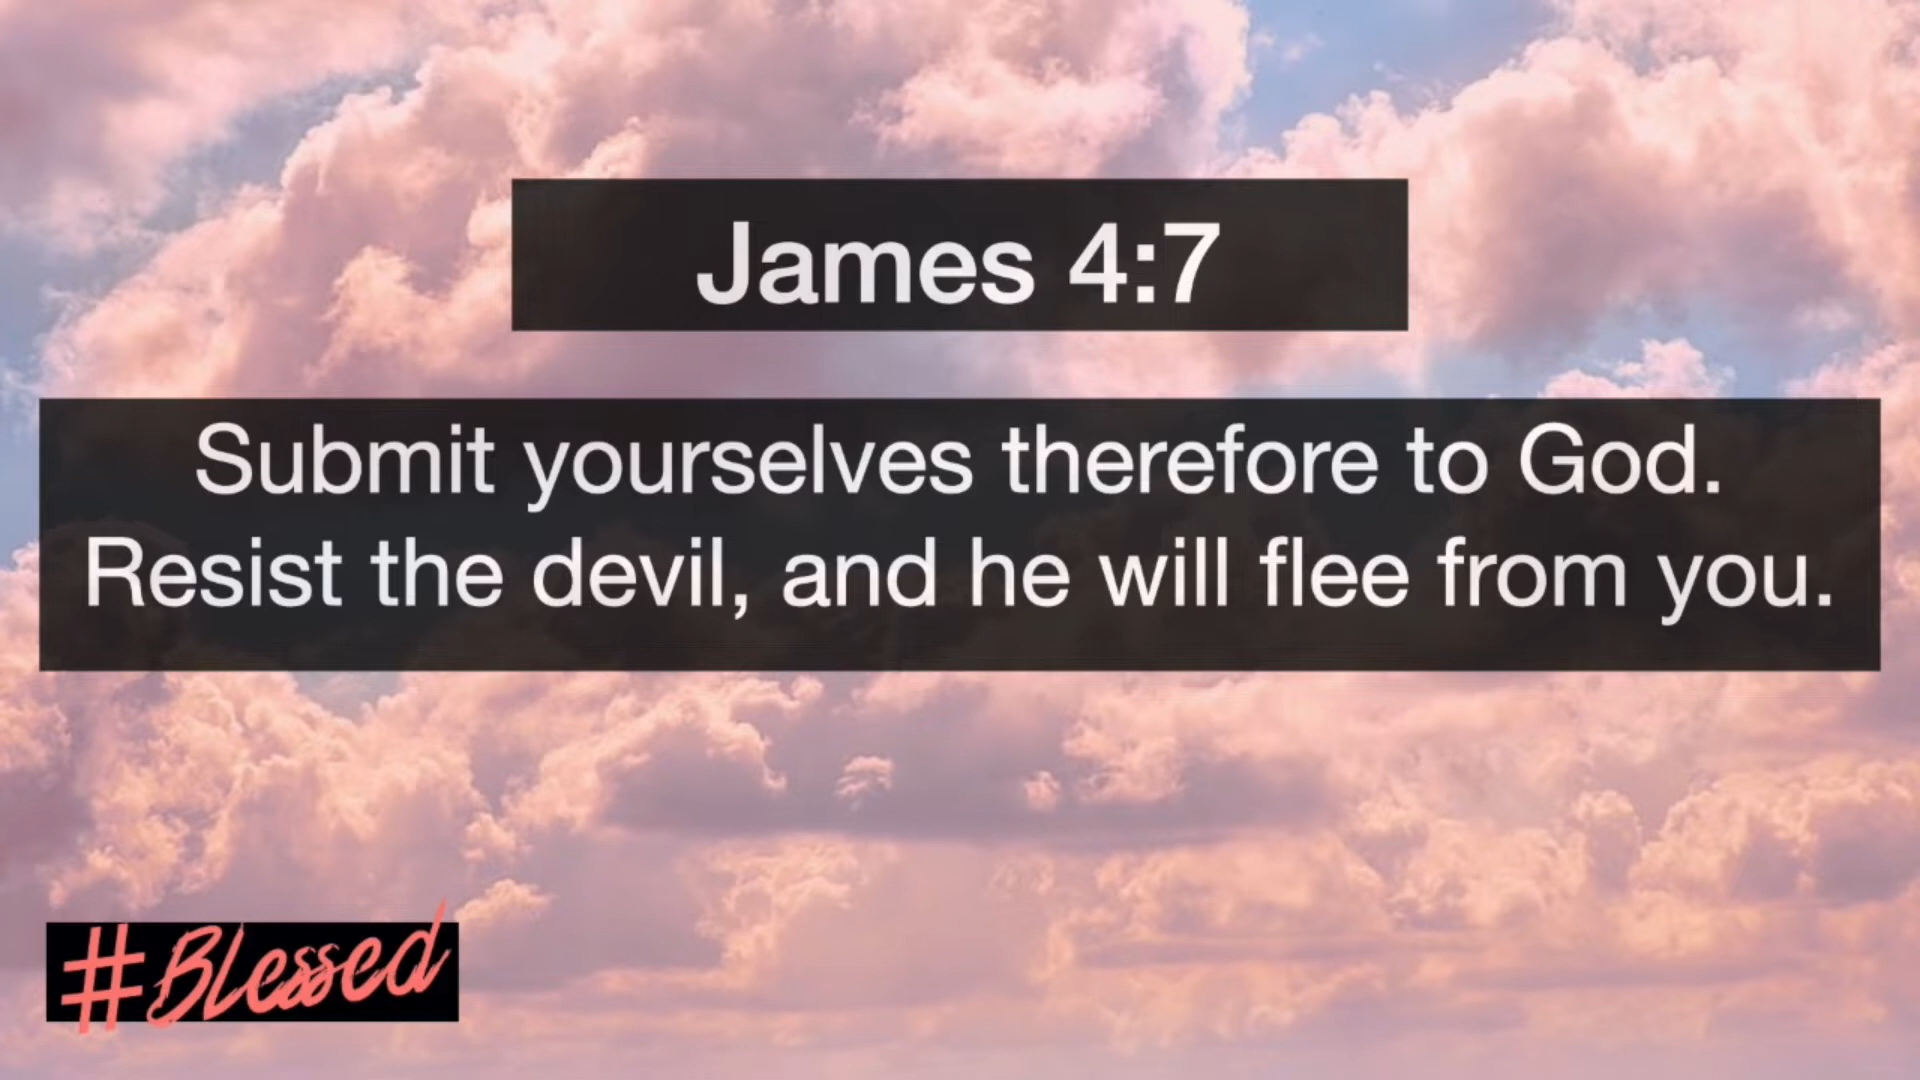 James 4:7
Submit yourselves therefore to God.
Resist the devil, and he will flee from you.
#Blessed